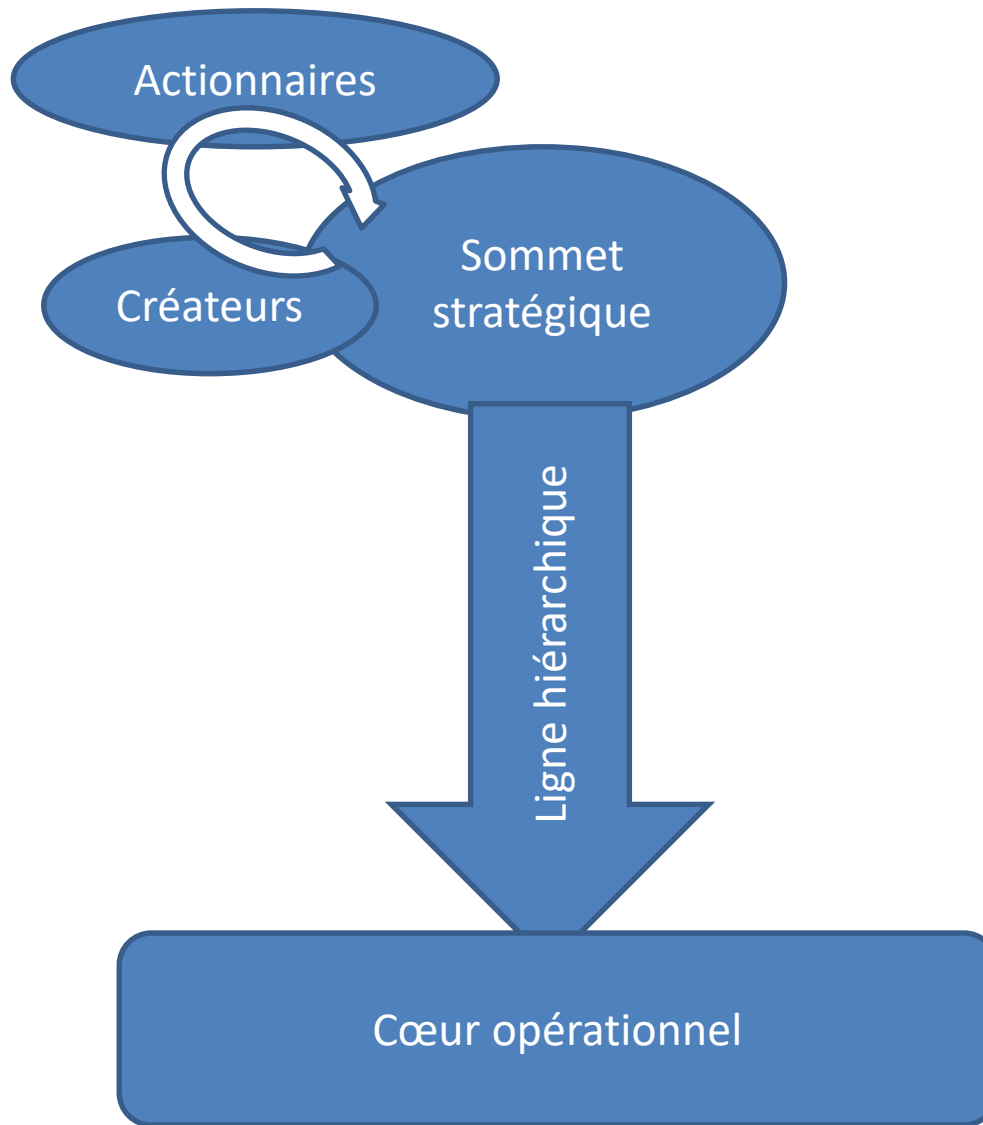 Actionnaires
Sommet
stratégique
Créateurs
Ligne hiérarchique
Cœur opérationnel